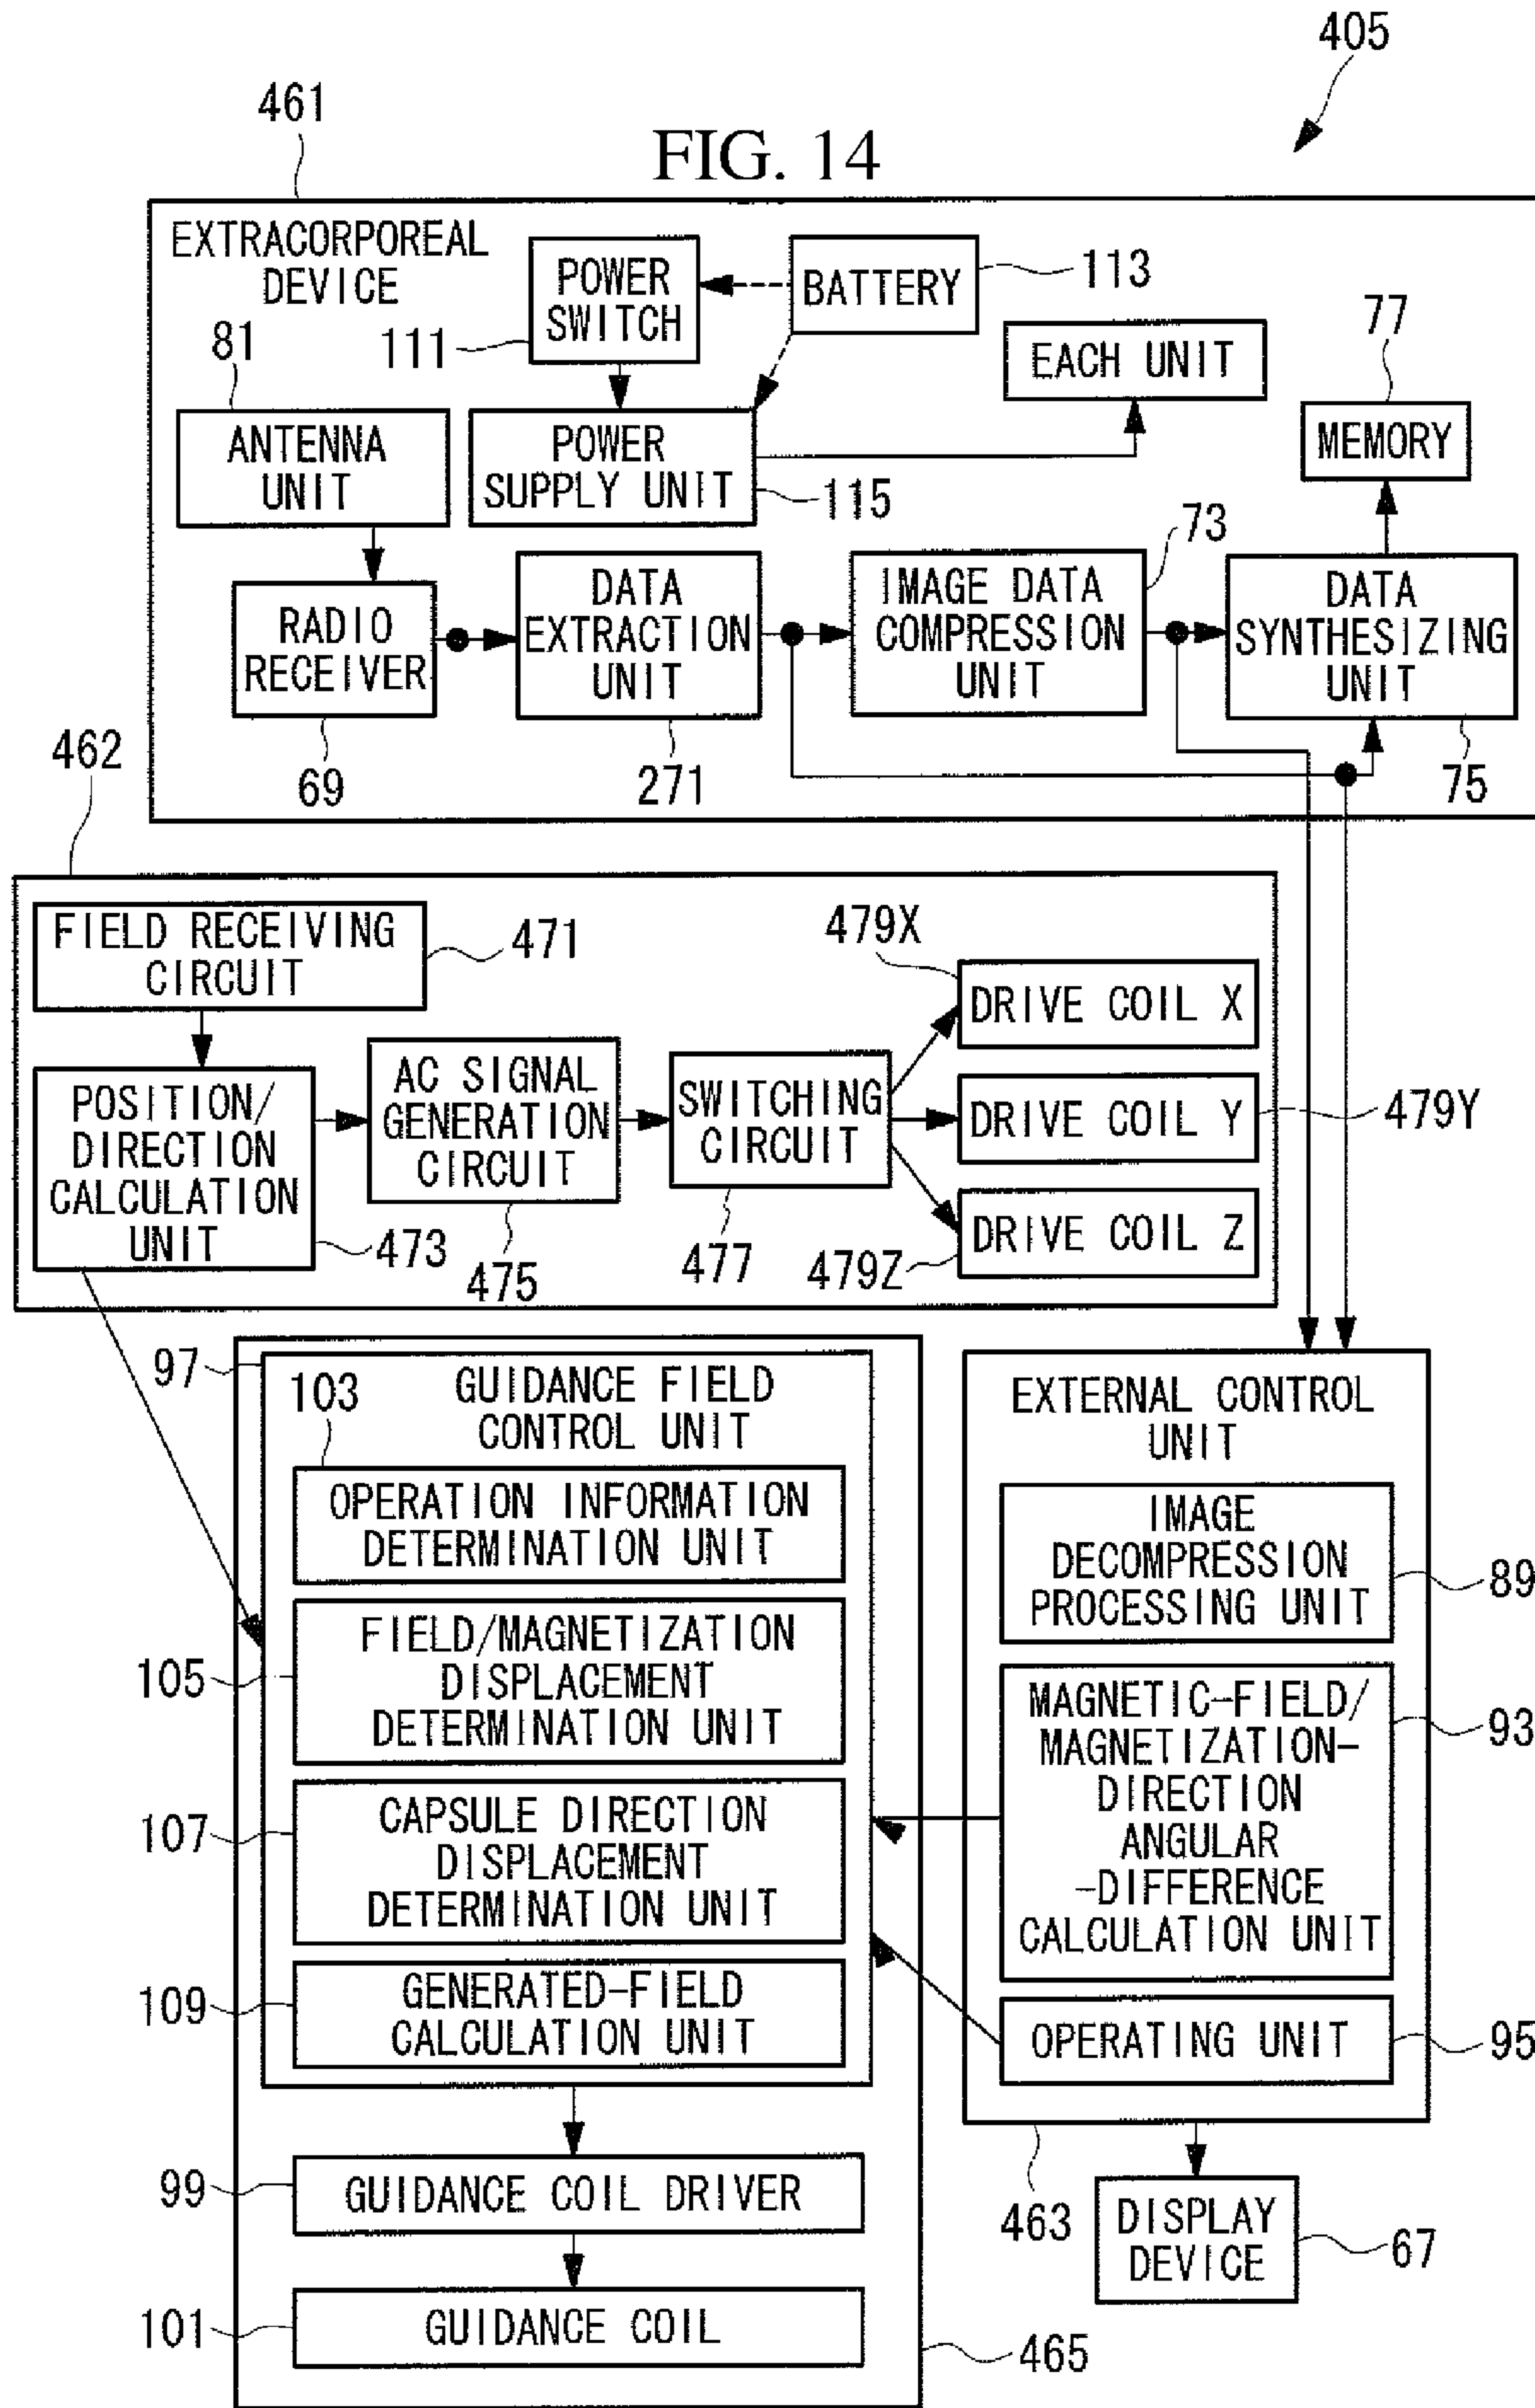 405
461
FIG. 14
EXTRACORPOREAL
DEVICE
POWER
SWITCH
BATTERY
113
111
81
EACH UNIT
77
ANTENNA
UNIT
POWER
SUPPLY UNIT
115
MEMORY
73
RADIO
RECEIVER
DATA
EXTRACTION
UNIT
IMAGE DATA
COMPRESSION
UNIT
DATA
SYNTHESIZING
UNIT
462
69
271
75
FIELD RECEIVING
CIRCUIT
471
479X
DRIVE COIL X
POSITION/
DIRECTION
CALCULATION
UNIT
AC SIGNAL
GENERATION
CIRCUIT
SWITCHING
CIRCUIT
DRIVE COIL Y
479Y
473
475
477
479Z
DRIVE COIL Z
97
103
GUIDANCE FIELD
CONTROL UNIT
OPERATION INFORMATION
DETERMINATION UNIT
105
FIELD/MAGNETIZATION
DISPLACEMENT
DETERMINATION UNIT
107
CAPSULE DIRECTION
DISPLACEMENT
DETERMINATION UNIT
109
GENERATED-FIELD
CALCULATION UNIT
99
GUIDANCE COIL DRIVER
101
GUIDANCE COIL
465
EXTERNAL CONTROL
UNIT
IMAGE
DECOMPRESSION
PROCESSING UNIT
89
MAGNETIC-FIELD/
MAGNETIZATION-
DIRECTION
ANGULAR
-DIFFERENCE
CALCULATION UNIT
93
OPERATING UNIT
95
463
DISPLAY
DEVICE
67